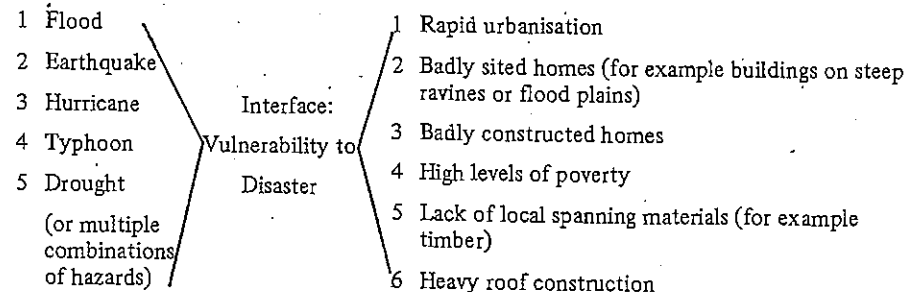 1 Flood
2 Earthquake
3 Hurricane
4 Typhoon
5 Drought
(or multiple
combinations
of hazards)
Interface:
Vulnerability to
Disaster
1 Rapid urbanisation
2 Badly sited homes (for example buildings on steep
ravines or flood plains)
3 Badly constructed homes
4 High levels of poverty
5 Lack of local spanning materials (for example
timber)
6 Heavy roof construction